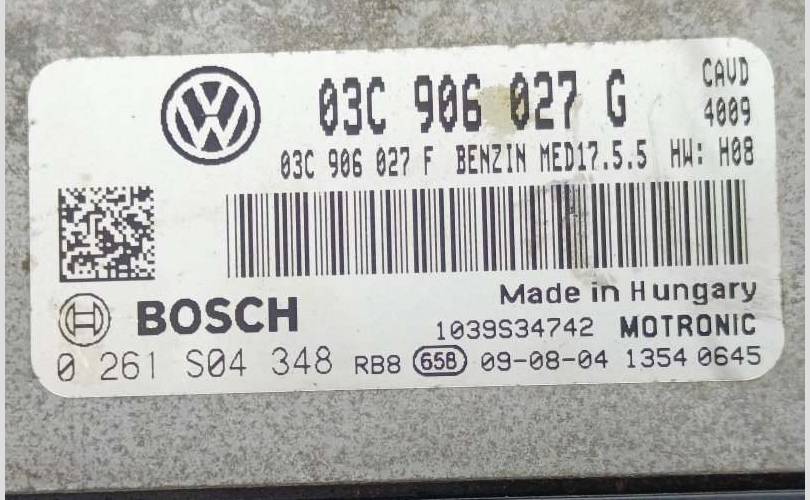 03C 906 027 G CAVD
4009
03C 906 027 F BENZIN MED17.5.5 HW: H08
Made in Hungary
BOSCH
1039S34742 MOTRONIC
0 261 S04 348 RB8 658 09-08-04 1354 0645